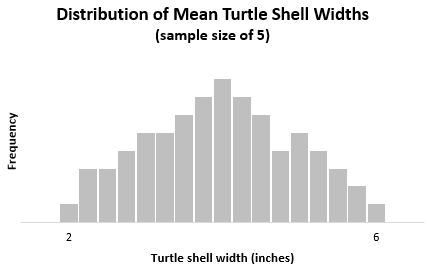 Distribution of Mean Turtle Shell Widths
(sample size of 5)
Frequency
2 6
Turtle shell width (inches)